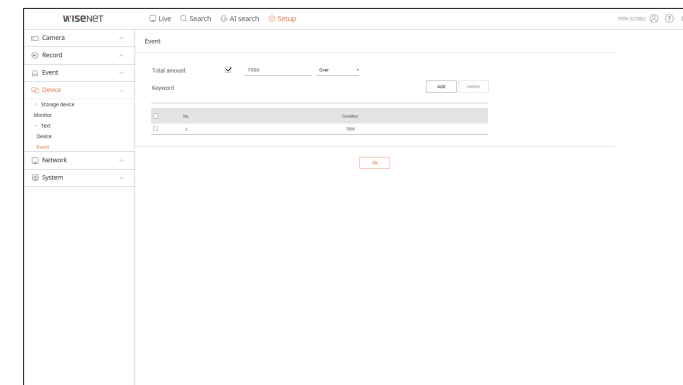 WISENET
Live Search AI search Setup
Camera
Record
Event
Device
Storage device
Monitor
Text
Device
Event
Network
System
Event
Total amount 7000 Over
Keyword Add Delete
No. Condition
1 7000
Ok